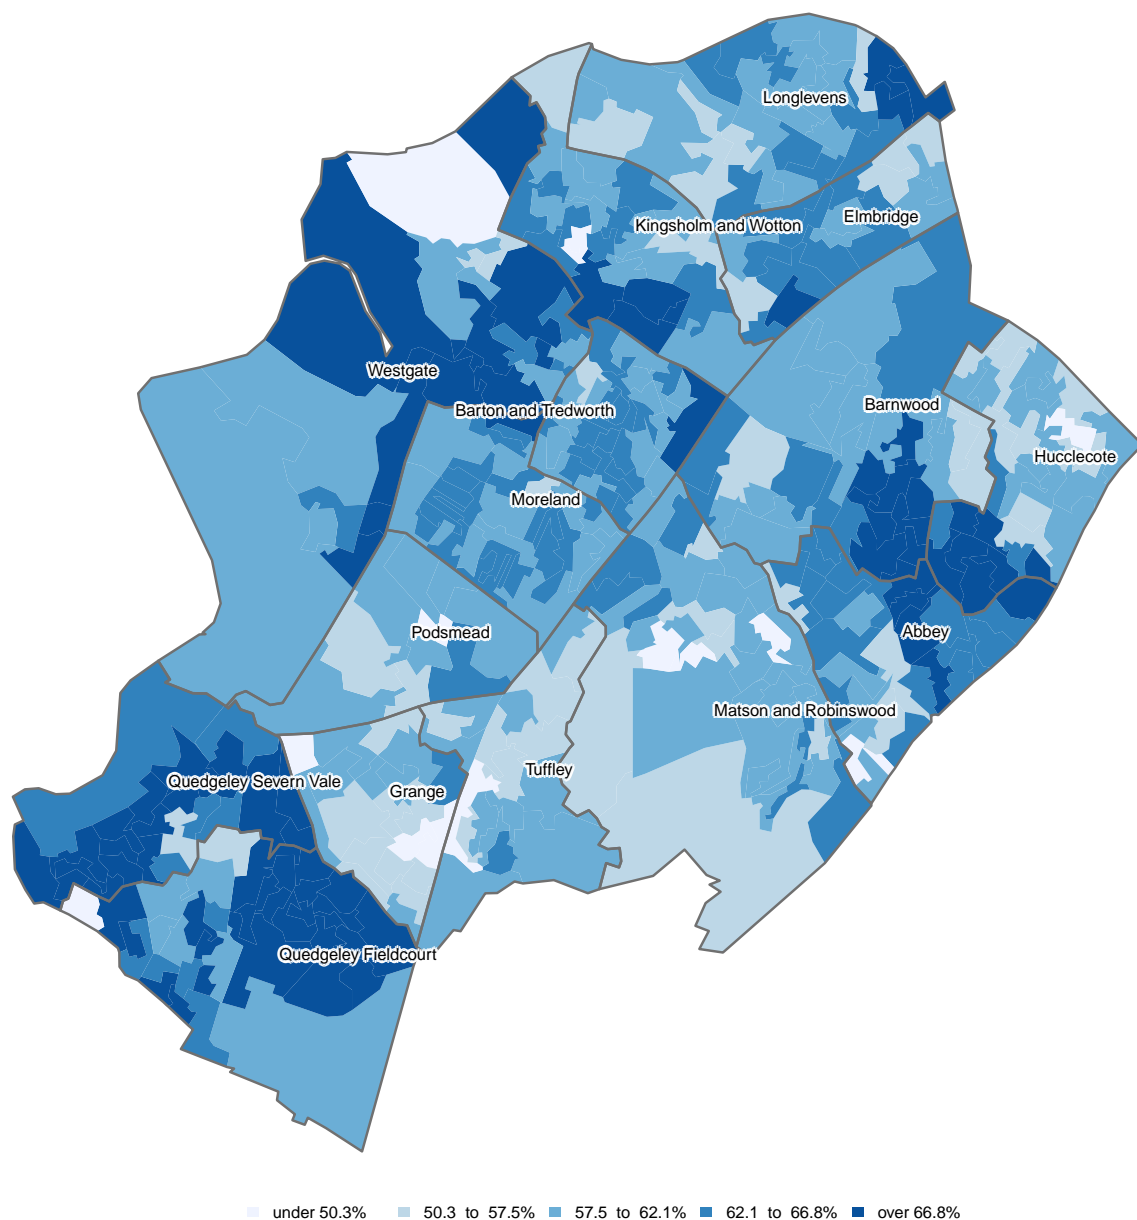 Longlevens
Elmbridge
Kingsholm and Wotton
Westgate
Barton and Tredworth
Barnwood
Hucclecote
Moreland
Podsmead
Abbey
Matson and Robinswood
Tuffley
Quedgeley Severn Vale
Grange
Quedgeley Fieldcourt
under 50.3% 50.3 to 57.5% 57.5 to 62.1% 62.1 to 66.8% over 66.8%